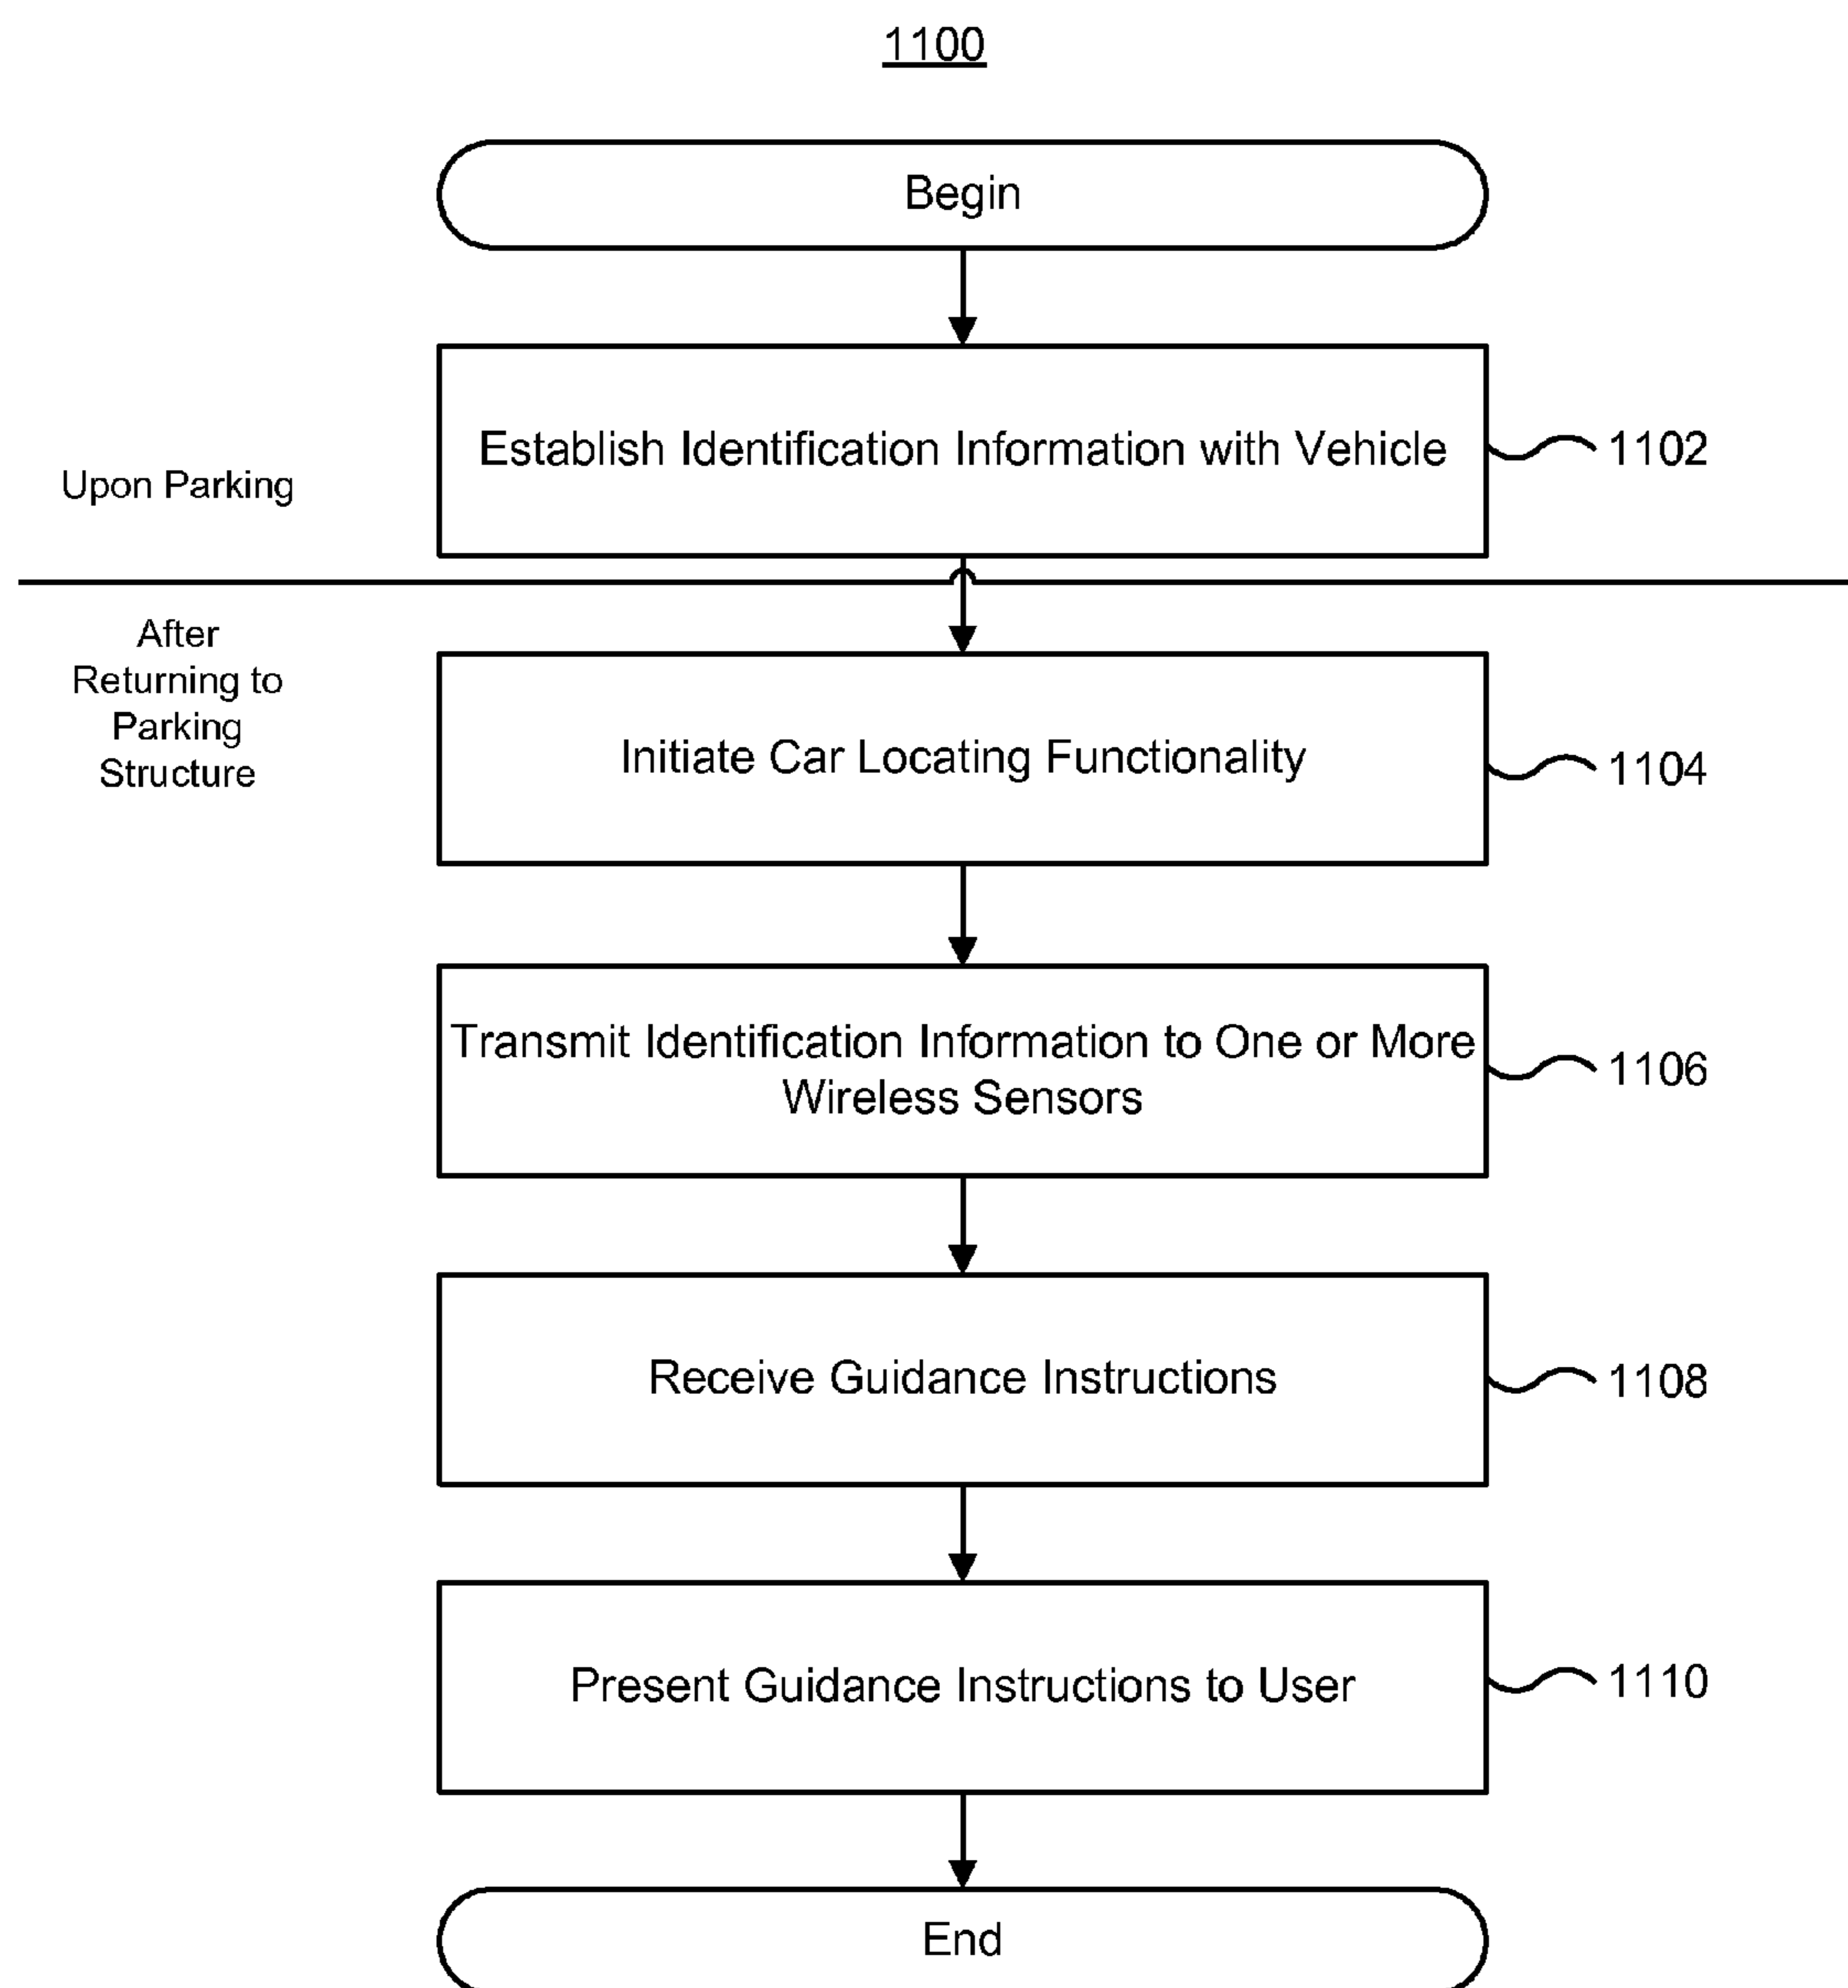 1100
Begin
Establish Identification Information with Vehicle
1102
Upon Parking
After
Returning to
Parking
Structure
Initiate Car Locating Functionality
1104
Transmit Identification Information to One or More
Wireless Sensors
1106
Receive Guidance Instructions
1108
Present Guidance Instructions to User
1110
End